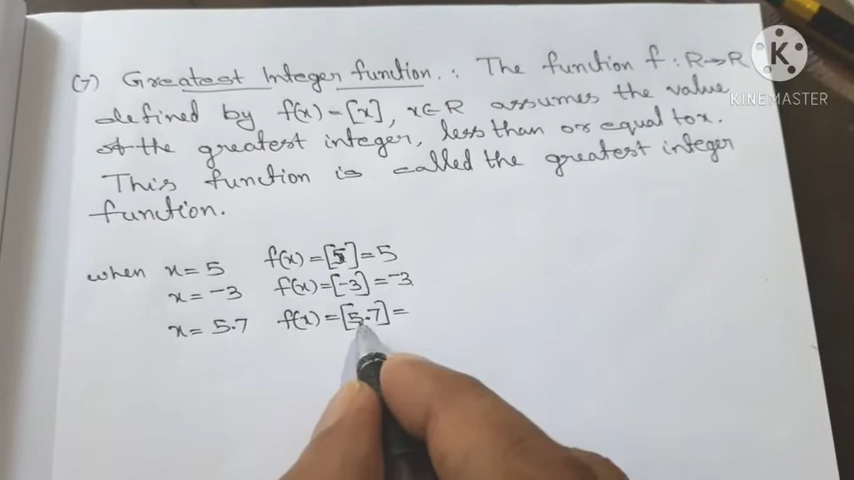 (7) Greatest Integer function : The function f : R→R
defined by f(x) = [x], x∈R assumes the value
of the greatest integer, less than or equal to x.
This function is called the greatest integer
function.
when x = 5 f(x) = [5] = 5
x = -3 f(x) = [-3] = -3
x = 5.7 f(x) = [5.7] =
K
KINEMASTER